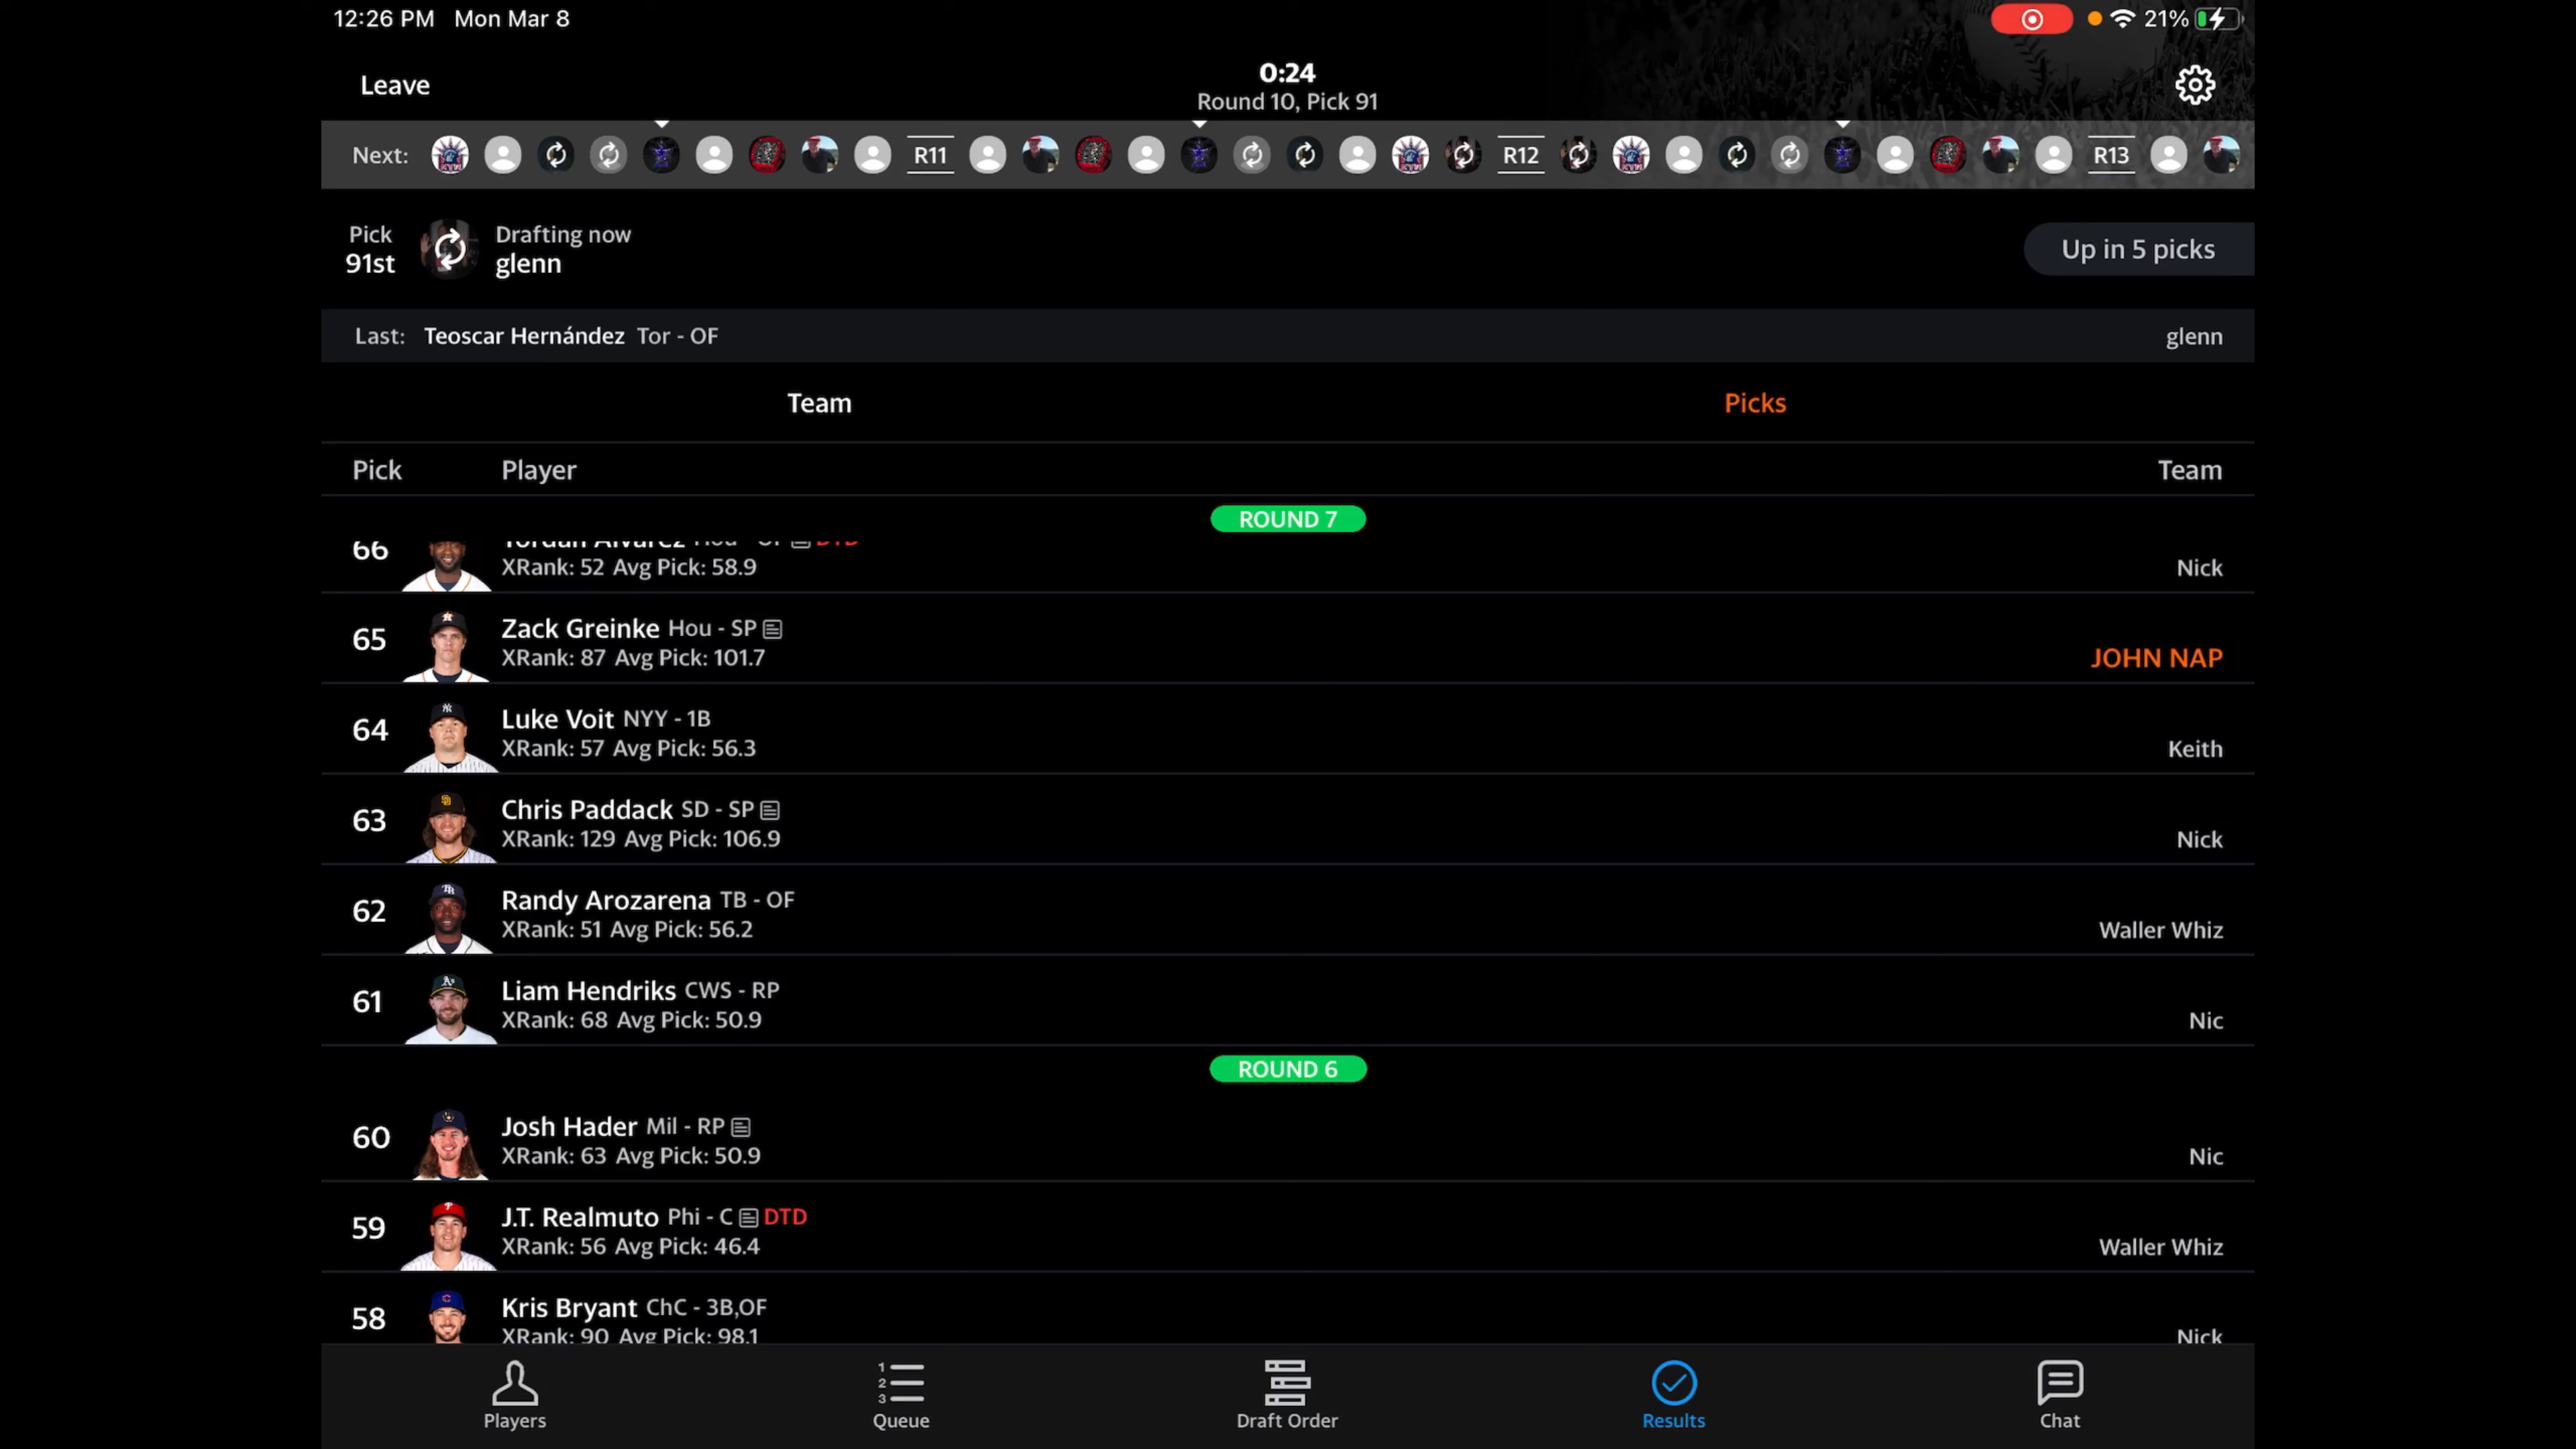 12:26 PM Mon Mar 8
21%
Leave
0:24
Round 10, Pick 91
Next:
R11
R12
R13
Pick
91st
Drafting now
glenn
Up in 5 picks
Last: Teoscar Hernández Tor - OF
glenn
Team
Picks
Pick Player Team
ROUND 7
66
XRank: 52 Avg Pick: 58.9
Nick
65
Zack Greinke Hou - SP
XRank: 87 Avg Pick: 101.7
JOHN NAP
64
Luke Voit NYY - 1B
XRank: 57 Avg Pick: 56.3
Keith
63
Chris Paddack SD - SP
XRank: 129 Avg Pick: 106.9
Nick
62
Randy Arozarena TB - OF
XRank: 51 Avg Pick: 56.2
Waller Whiz
61
Liam Hendriks CWS - RP
XRank: 68 Avg Pick: 50.9
Nic
ROUND 6
60
Josh Hader Mil - RP
XRank: 63 Avg Pick: 50.9
Nic
59
J.T. Realmuto Phi - C DTD
XRank: 56 Avg Pick: 46.4
Waller Whiz
58
Kris Bryant ChC - 3B,OF
XRank: 90 Avg Pick: 98.1
Nick
Players
Queue
Draft Order
Results
Chat